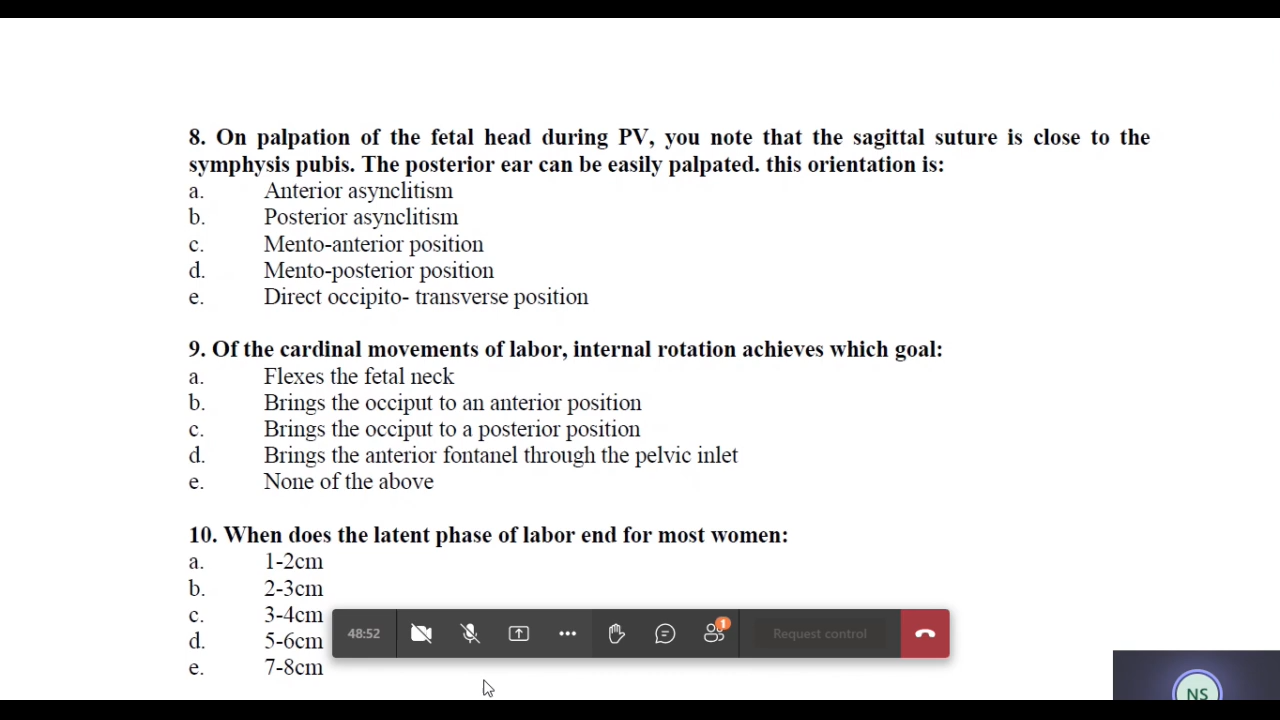 8. On palpation of the fetal head during PV, you note that the sagittal suture is close to the
symphysis pubis. The posterior ear can be easily palpated. this orientation is:
a. Anterior asynclitism
b. Posterior asynclitism
c. Mento-anterior position
d. Mento-posterior position
e. Direct occipito- transverse position
9. Of the cardinal movements of labor, internal rotation achieves which goal:
a. Flexes the fetal neck
b. Brings the occiput to an anterior position
c. Brings the occiput to a posterior position
d. Brings the anterior fontanel through the pelvic inlet
e. None of the above
10. When does the latent phase of labor end for most women:
a. 1-2cm
b. 2-3cm
c. 3-4cm
d. 5-6cm
e. 7-8cm
48:52
1
Request control
NS